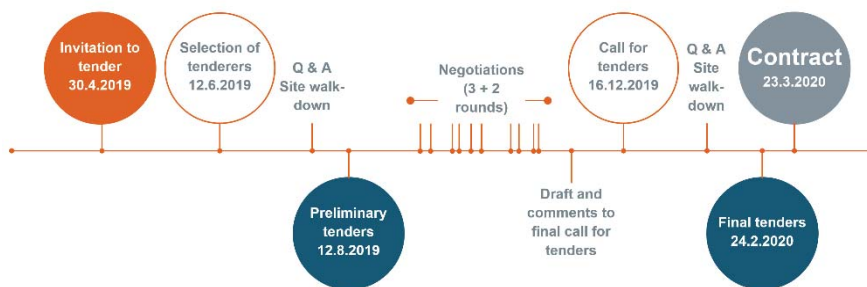 Invitation to
tender
30.4.2019
Selection of
tenderers
12.6.2019
Q & A
Site walk-
down
Preliminary
tenders
12.8.2019
Negotiations
(3 + 2
rounds)
Draft and
comments to
final call for
tenders
Call for
tenders
16.12.2019
Q & A
Site
walk-
down
Final tenders
24.2.2020
Contract
23.3.2020